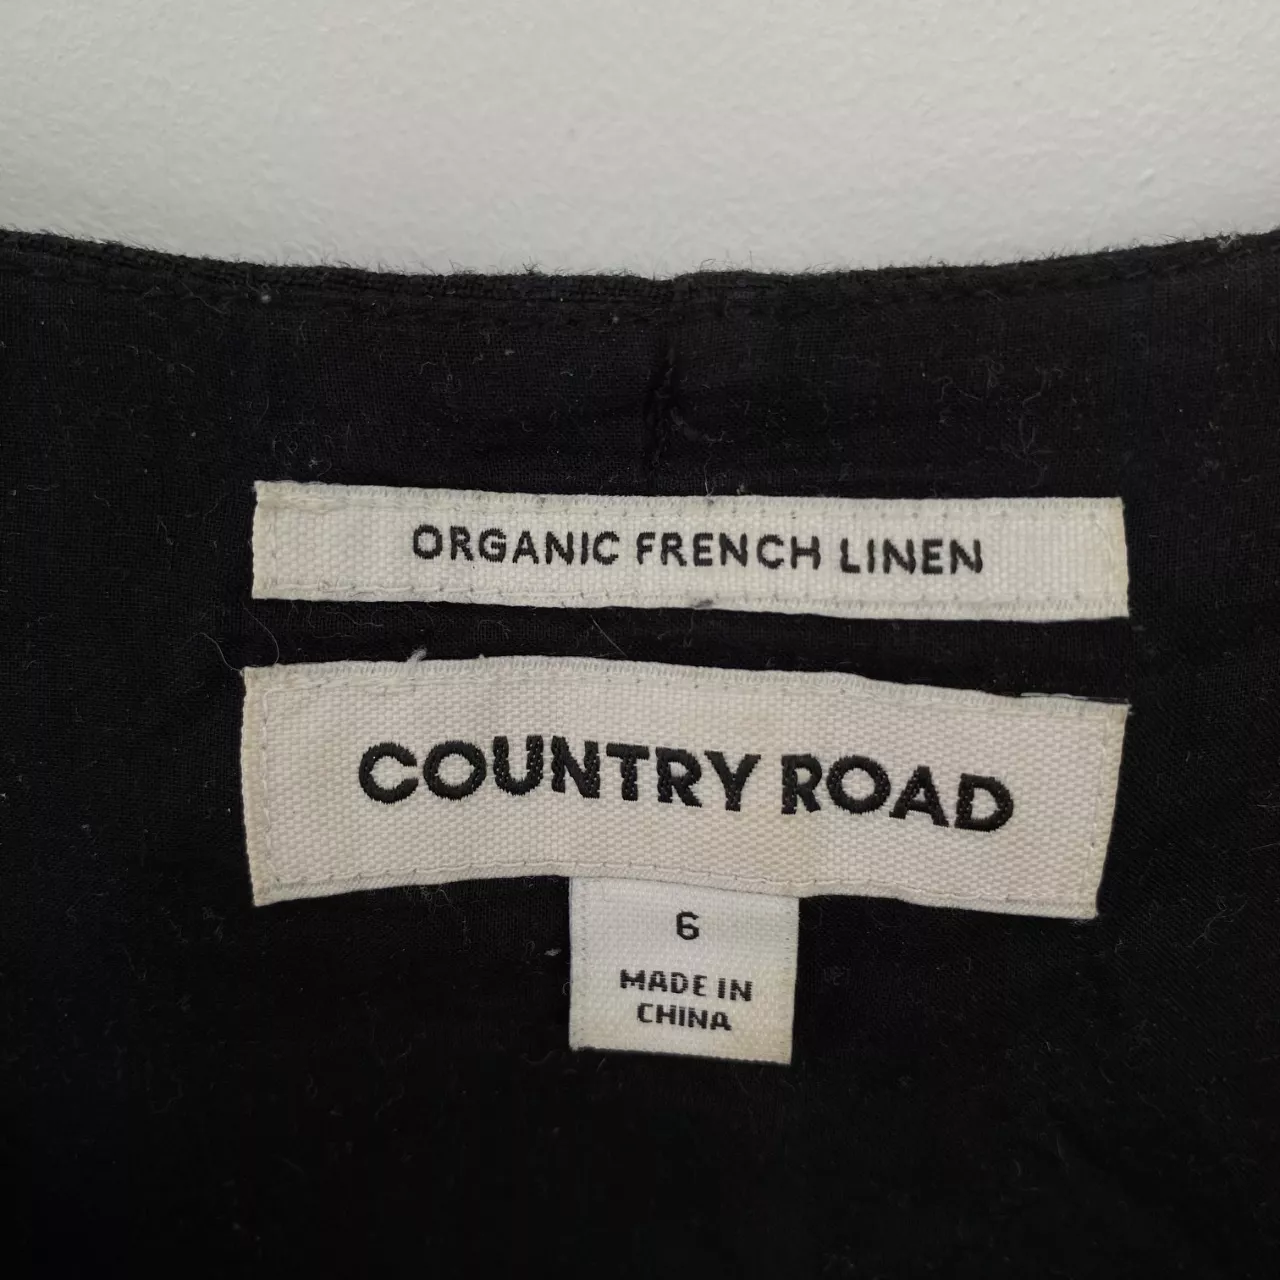 ORGANIC FRENCH LINEN
COUNTRY ROAD
6
MADE IN
CHINA